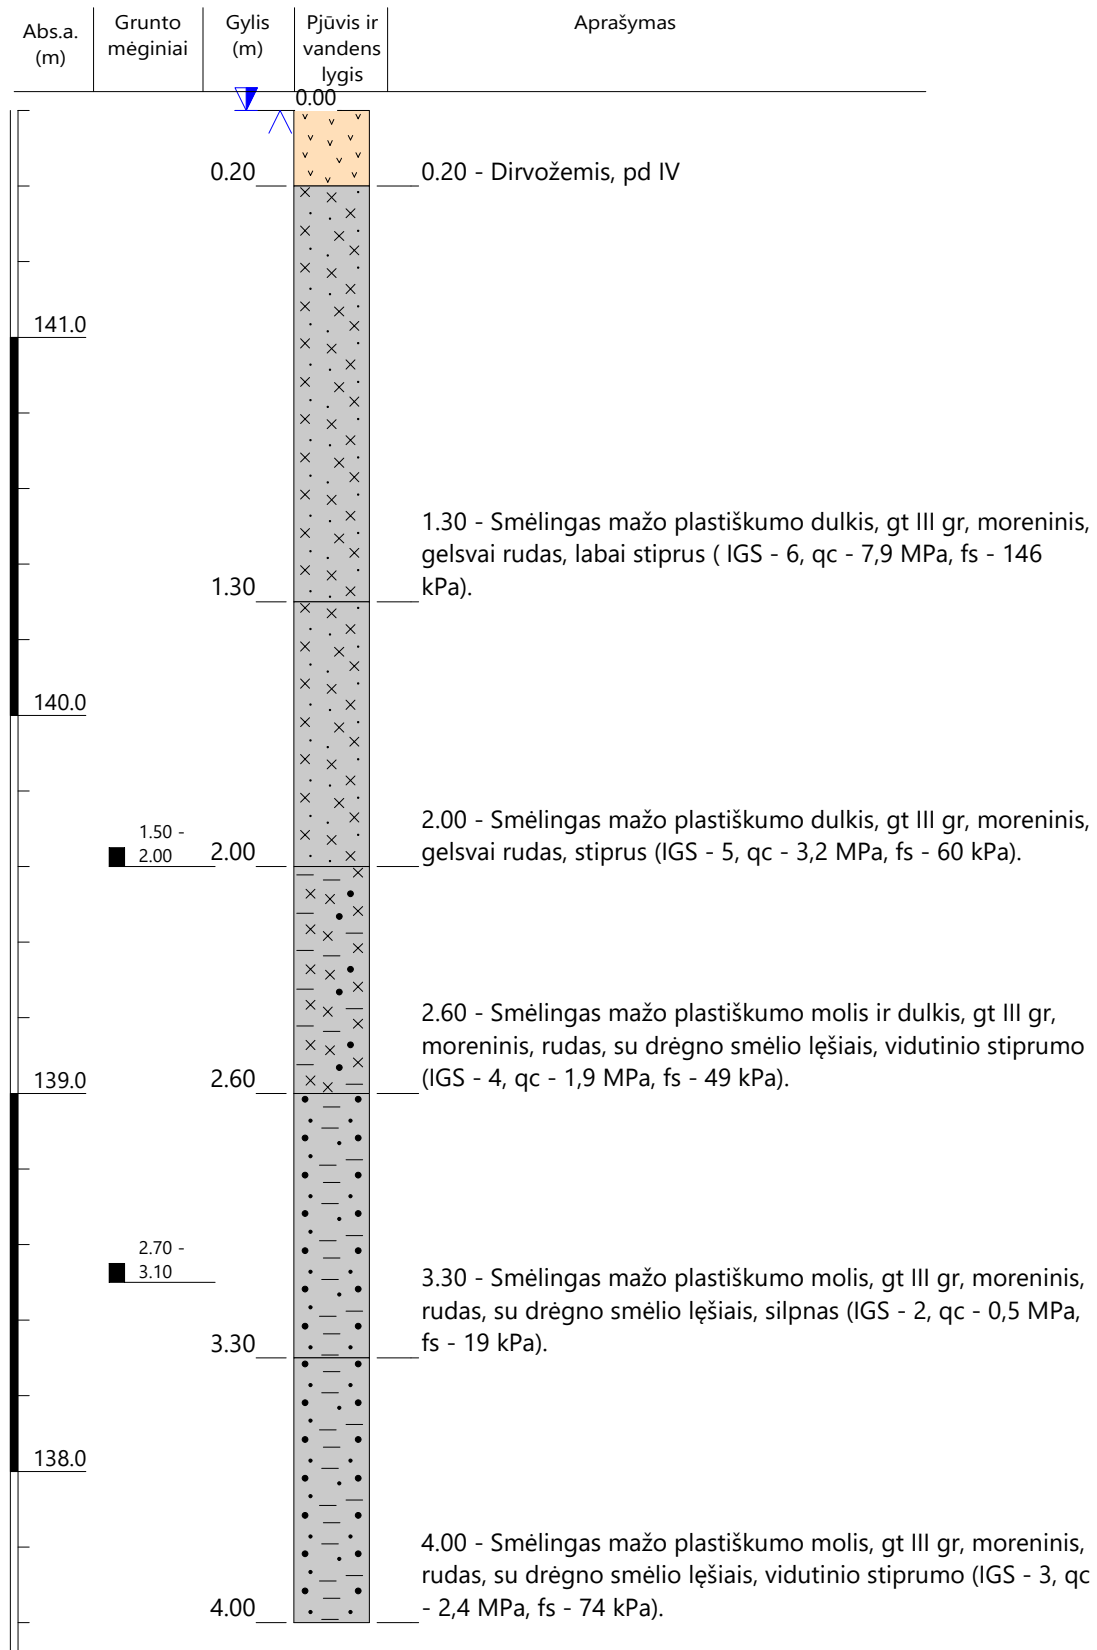 Abs.a.
(m)
Grunto
mėginiai
Gylis
(m)
Pjūvis ir
vandens
lygis
Aprašymas
0.00
0.20
0.20 - Dirvožemis, pd IV
141.0
1.30 - Smėlingas mažo plastiškumo dulkis, gt III gr, moreninis,
gelsvai rudas, labai stiprus ( IGS - 6, qc - 7,9 MPa, fs - 146
kPa).
1.30
140.0
2.00 - Smėlingas mažo plastiškumo dulkis, gt III gr, moreninis,
gelsvai rudas, stiprus (IGS - 5, qc - 3,2 MPa, fs - 60 kPa).
1.50 -
2.00
2.00
2.60 - Smėlingas mažo plastiškumo molis ir dulkis, gt III gr,
moreninis, rudas, su drėgno smėlio lęšiais, vidutinio stiprumo
(IGS - 4, qc - 1,9 MPa, fs - 49 kPa).
139.0
2.60
2.70 -
3.10
3.30 - Smėlingas mažo plastiškumo molis, gt III gr, moreninis,
rudas, su drėgno smėlio lęšiais, silpnas (IGS - 2, qc - 0,5 MPa,
fs - 19 kPa).
3.30
138.0
4.00 - Smėlingas mažo plastiškumo molis, gt III gr, moreninis,
rudas, su drėgno smėlio lęšiais, vidutinio stiprumo (IGS - 3, qc
- 2,4 MPa, fs - 74 kPa).
4.00